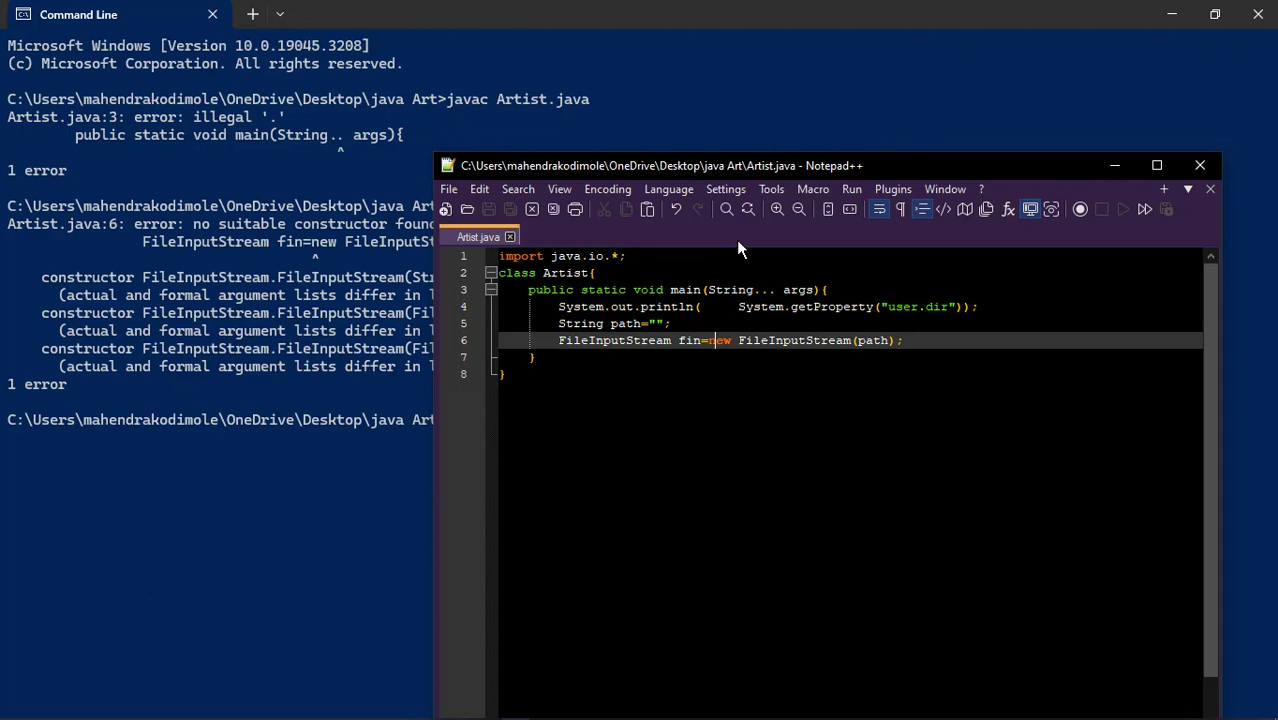 Command Line
Microsoft Windows [Version 10.0.19045.3208]
(c) Microsoft Corporation. All rights reserved.
C:\Users\mahendrakodimole\OneDrive\Desktop\java Art>javac Artist.java
Artist.java:3: error: illegal '.'
public static void main(String.. args){
^
1 error
C:\Users\mahendrakodimole\OneDrive\Desktop\java Art
Artist.java:6: error: no suitable constructor foun
FileInputStream fin=new FileInputS
^
constructor FileInputStream.FileInputStream(St
(actual and formal argument lists differ in
constructor FileInputStream.FileInputStream(Fi
(actual and formal argument lists differ in
constructor FileInputStream.FileInputStream(Fi
(actual and formal argument lists differ in
1 error
C:\Users\mahendrakodimole\OneDrive\Desktop\java Art
C:\Users\mahendrakodimole\OneDrive\Desktop\java Art\Artist.java - Notepad++
File Edit Search View Encoding Language Settings Tools Macro Run Plugins Window ?
Artist.java
1 import java.io.*;
2 class Artist{
3 public static void main(String... args){
4 System.out.println( System.getProperty("user.dir"));
5 String path="";
6 FileInputStream fin=new FileInputStream(path);
7 }
8 }